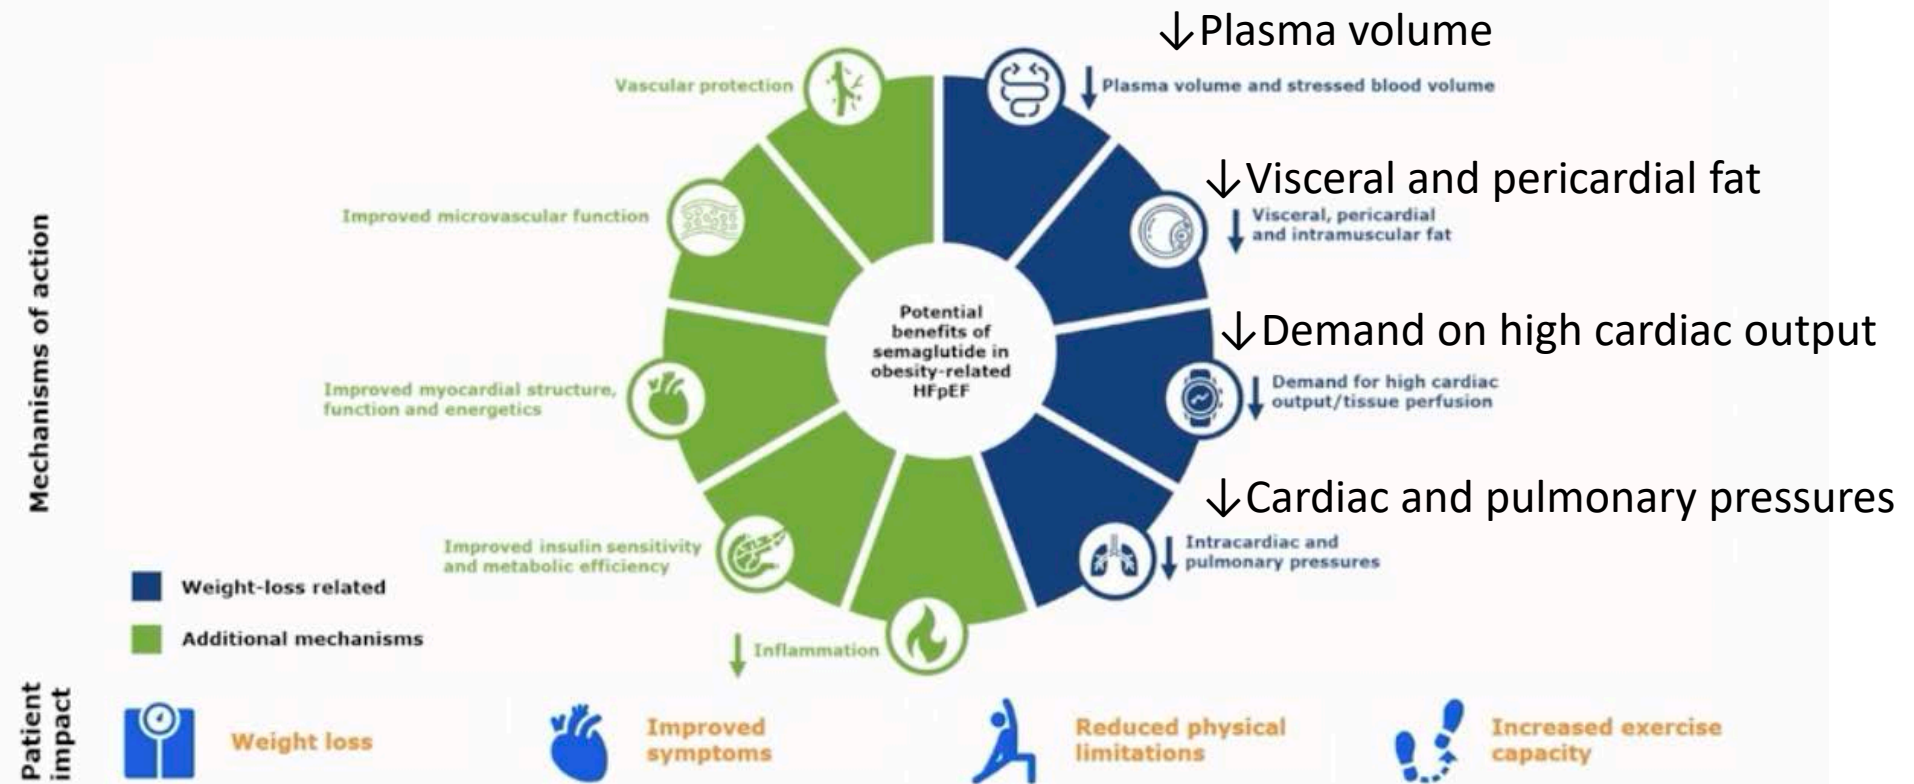 ↓Plasma volume
Vascular protection
↓ Plasma volume and stressed blood volume
↓Visceral and pericardial fat
Improved microvascular function
↓ Visceral, pericardial
and intramuscular fat
Mechanisms of action
Potential
benefits of
semaglutide in
obesity-related
HFpEF
↓Demand on high cardiac output
Improved myocardial structure,
function and energetics
↓ Demand for high cardiac
output/tissue perfusion
↓Cardiac and pulmonary pressures
Improved insulin sensitivity
and metabolic efficiency
↓ Intracardiac and
pulmonary pressures
Weight-loss related
Additional mechanisms
↓ Inflammation
Patient
impact
Weight loss
Improved
symptoms
Reduced physical
limitations
Increased exercise
capacity